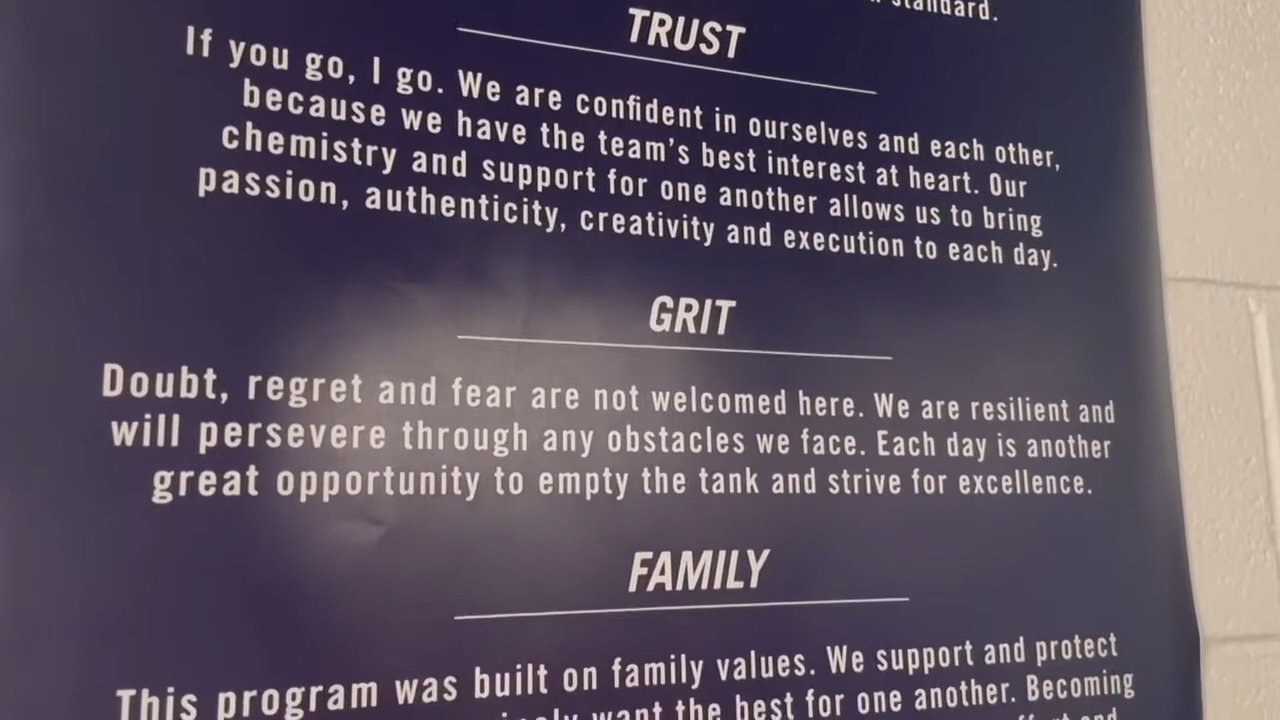 standard.
TRUST
If you go, I go. We are confident in ourselves and each other,
because we have the team's best interest at heart. Our
chemistry and support for one another allows us to bring
passion, authenticity, creativity and execution to each day.
GRIT
Doubt, regret and fear are not welcomed here. We are resilient and
will persevere through any obstacles we face. Each day is another
great opportunity to empty the tank and strive for excellence.
FAMILY
This program was built on family values. We support and protect
want the best for one another. Becoming
and